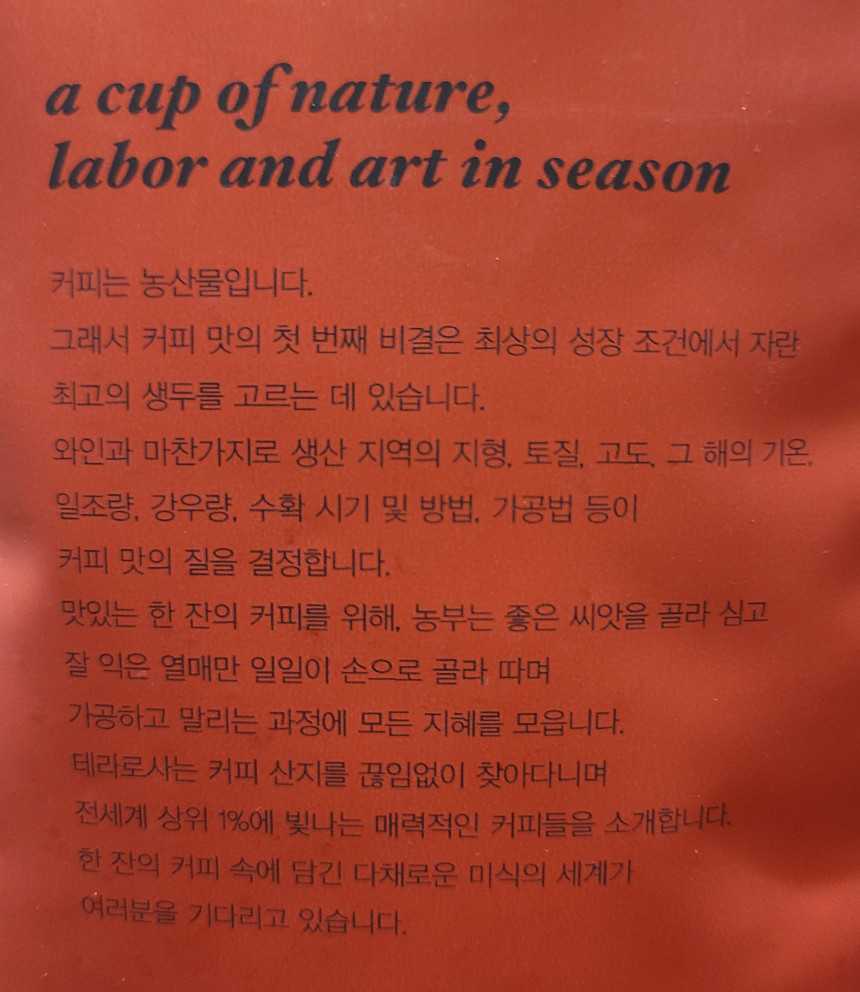 a cup of nature,
labor and art in season
커피는 농산물입니다.
그래서 커피 맛의 첫 번째 비결은 최상의 성장 조건에서 자란
최고의 생두를 고르는 데 있습니다.
와인과 마찬가지로 생산 지역의 지형, 토질, 고도, 그 해의 기온,
일조량, 강우량, 수확 시기 및 방법, 가공법 등이
커피 맛의 질을 결정합니다.
맛있는 한 잔의 커피를 위해, 농부는 좋은 씨앗을 골라 심고
잘 익은 열매만 일일이 손으로 골라 따며
가공하고 말리는 과정에 모든 지혜를 모읍니다.
테라로사는 커피 산지를 끊임없이 찾아다니며
전세계 상위 1%에 빛나는 매력적인 커피들을 소개합니다.
한 잔의 커피 속에 담긴 다채로운 미식의 세계가
여러분을 기다리고 있습니다.